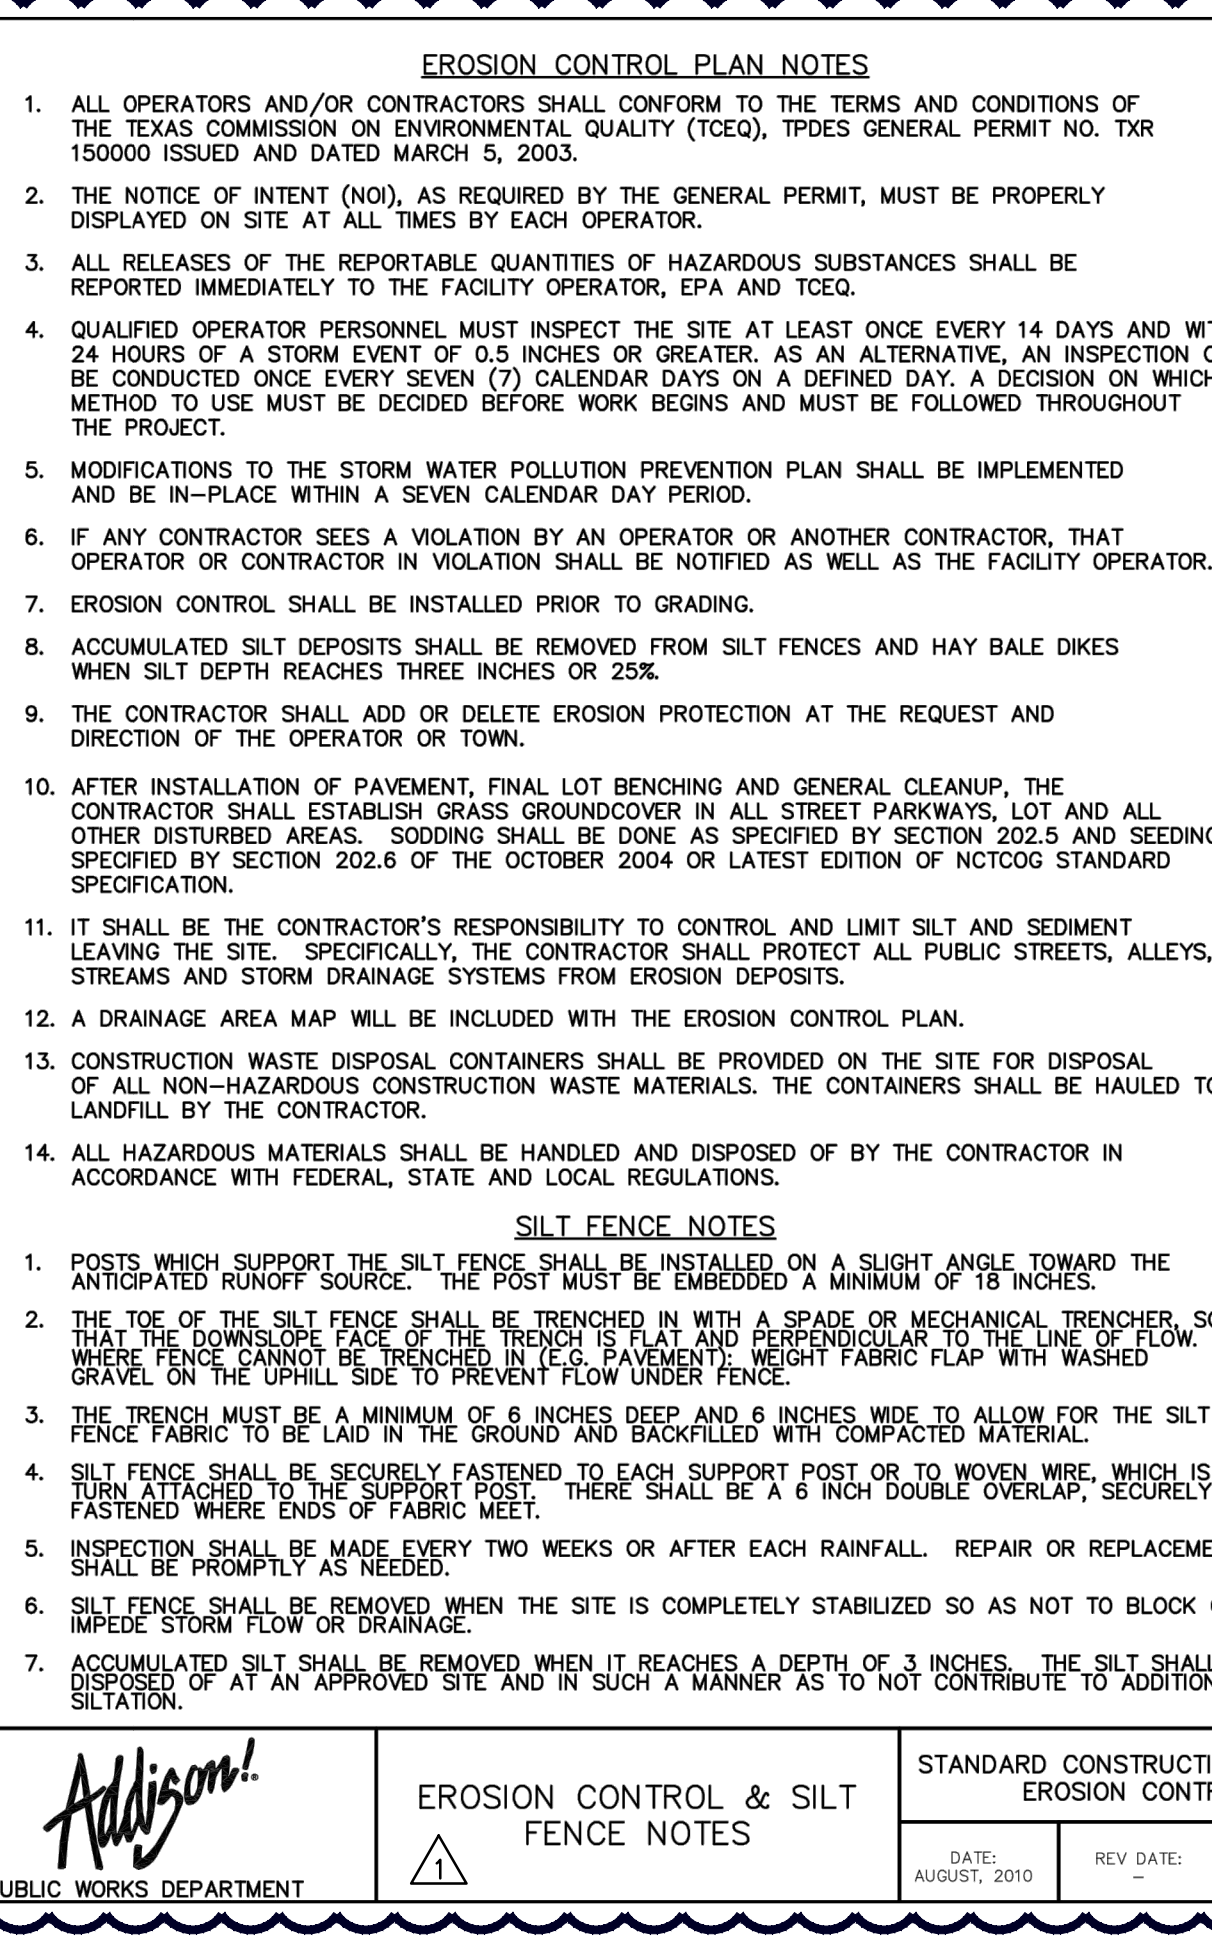 EROSION CONTROL PLAN NOTES
1. ALL OPERATORS AND/OR CONTRACTORS SHALL CONFORM TO THE TERMS AND CONDITIONS OF
THE TEXAS COMMISSION ON ENVIRONMENTAL QUALITY (TCEQ), TPDES GENERAL PERMIT NO. TXR
150000 ISSUED AND DATED MARCH 5, 2003.
2. THE NOTICE OF INTENT (NOI), AS REQUIRED BY THE GENERAL PERMIT, MUST BE PROPERLY
DISPLAYED ON SITE AT ALL TIMES BY EACH OPERATOR.
3. ALL RELEASES OF THE REPORTABLE QUANTITIES OF HAZARDOUS SUBSTANCES SHALL BE
REPORTED IMMEDIATELY TO THE FACILITY OPERATOR, EPA AND TCEQ.
4. QUALIFIED OPERATOR PERSONNEL MUST INSPECT THE SITE AT LEAST ONCE EVERY 14 DAYS AND
24 HOURS OF A STORM EVENT OF 0.5 INCHES OR GREATER. AS AN ALTERNATIVE, AN INSPECTION
BE CONDUCTED ONCE EVERY SEVEN (7) CALENDAR DAYS ON A DEFINED DAY. A DECISION ON WHICH
METHOD TO USE MUST BE DECIDED BEFORE WORK BEGINS AND MUST BE FOLLOWED THROUGHOUT
THE PROJECT.
5. MODIFICATIONS TO THE STORM WATER POLLUTION PREVENTION PLAN SHALL BE IMPLEMENTED
AND BE IN-PLACE WITHIN A SEVEN CALENDAR DAY PERIOD.
6. IF ANY CONTRACTOR SEES A VIOLATION BY AN OPERATOR OR ANOTHER CONTRACTOR, THAT
OPERATOR OR CONTRACTOR IN VIOLATION SHALL BE NOTIFIED AS WELL AS THE FACILITY OPERATOR.
7. EROSION CONTROL SHALL BE INSTALLED PRIOR TO GRADING.
8. ACCUMULATED SILT DEPOSITS SHALL BE REMOVED FROM SILT FENCES AND HAY BALE DIKES
WHEN SILT DEPTH REACHES THREE INCHES OR 25%.
9. THE CONTRACTOR SHALL ADD OR DELETE EROSION PROTECTION AT THE REQUEST AND
DIRECTION OF THE OPERATOR OR TOWN.
10. AFTER INSTALLATION OF PAVEMENT, FINAL LOT BENCHING AND GENERAL CLEANUP, THE
CONTRACTOR SHALL ESTABLISH GRASS GROUNDCOVER IN ALL STREET PARKWAYS, LOT AND ALL
OTHER DISTURBED AREAS. SODDING SHALL BE DONE AS SPECIFIED BY SECTION 202.5 AND SEEDING
SPECIFIED BY SECTION 202.6 OF THE OCTOBER 2004 OR LATEST EDITION OF NCTCOG STANDARD
SPECIFICATION.
11. IT SHALL BE THE CONTRACTOR'S RESPONSIBILITY TO CONTROL AND LIMIT SILT AND SEDIMENT
LEAVING THE SITE. SPECIFICALLY, THE CONTRACTOR SHALL PROTECT ALL PUBLIC STREETS, ALLEYS,
STREAMS AND STORM DRAINAGE SYSTEMS FROM EROSION DEPOSITS.
12. A DRAINAGE AREA MAP WILL BE INCLUDED WITH THE EROSION CONTROL PLAN.
13. CONSTRUCTION WASTE DISPOSAL CONTAINERS SHALL BE PROVIDED ON THE SITE FOR DISPOSAL
OF ALL NON-HAZARDOUS CONSTRUCTION WASTE MATERIALS. THE CONTAINERS SHALL BE HAULED TO
LANDFILL BY THE CONTRACTOR.
14. ALL HAZARDOUS MATERIALS SHALL BE HANDLED AND DISPOSED OF BY THE CONTRACTOR IN
ACCORDANCE WITH FEDERAL, STATE AND LOCAL REGULATIONS.
SILT FENCE NOTES
1. POSTS WHICH SUPPORT THE SILT FENCE SHALL BE INSTALLED ON A SLIGHT ANGLE TOWARD THE
ANTICIPATED RUNOFF SOURCE. THE POST MUST BE EMBEDDED A MINIMUM OF 18 INCHES.
2. THE TOE OF THE SILT FENCE SHALL BE TRENCHED IN WITH A SPADE OR MECHANICAL TRENCHER, SO
THAT THE DOWNSLOPE FACE OF THE TRENCH IS FLAT AND PERPENDICULAR TO THE LINE OF FLOW.
WHERE FENCE CANNOT BE TRENCHED IN (E.G. PAVEMENT): WEIGHT FABRIC FLAP WITH WASHED
GRAVEL ON THE UPHILL SIDE TO PREVENT FLOW UNDER FENCE.
3. THE TRENCH MUST BE A MINIMUM OF 6 INCHES DEEP AND 6 INCHES WIDE TO ALLOW FOR THE SILT
FENCE FABRIC TO BE LAID IN THE GROUND AND BACKFILLED WITH COMPACTED MATERIAL.
4. SILT FENCE SHALL BE SECURELY FASTENED TO EACH SUPPORT POST OR TO WOVEN WIRE, WHICH IS
TURN ATTACHED TO THE SUPPORT POST. THERE SHALL BE A 6 INCH DOUBLE OVERLAP, SECURELY
FASTENED WHERE ENDS OF FABRIC MEET.
5. INSPECTION SHALL BE MADE EVERY TWO WEEKS OR AFTER EACH RAINFALL. REPAIR OR REPLACEME
SHALL BE PROMPTLY AS NEEDED.
6. SILT FENCE SHALL BE REMOVED WHEN THE SITE IS COMPLETELY STABILIZED SO AS NOT TO BLOCK
IMPEDE STORM FLOW OR DRAINAGE.
7. ACCUMULATED SILT SHALL BE REMOVED WHEN IT REACHES A DEPTH OF 3 INCHES. THE SILT SHALL
DISPOSED OF AT AN APPROVED SITE AND IN SUCH A MANNER AS TO NOT CONTRIBUTE TO ADDITION
SILTATION.
Addison!®
UBLIC WORKS DEPARTMENT
EROSION CONTROL & SILT
FENCE NOTES
1
STANDARD CONSTRUCTI
EROSION CONT
DATE:
AUGUST, 2010
REV DATE:
–